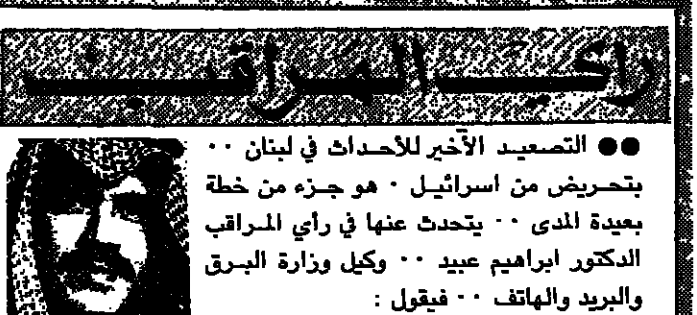 رأي المراقب
●● التصعيد الأخير للأحداث في لبنان ••
بتحريض من اسرائيل • هو جزء من خطة
بعيدة المدى •• يتحدث عنها في رأي المراقب
الدكتور ابراهيم عبيد •• وكيل وزارة البرق
والبريد والهاتف •• فيقول :